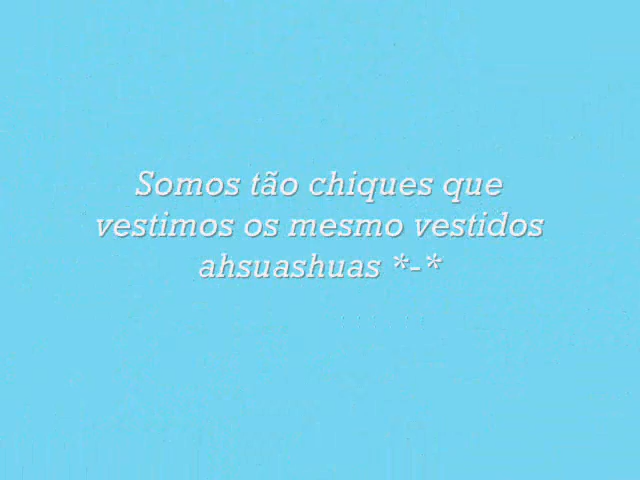 Somos tão chiques que
vestimos os mesmo vestidos
ahsuashuas *-*